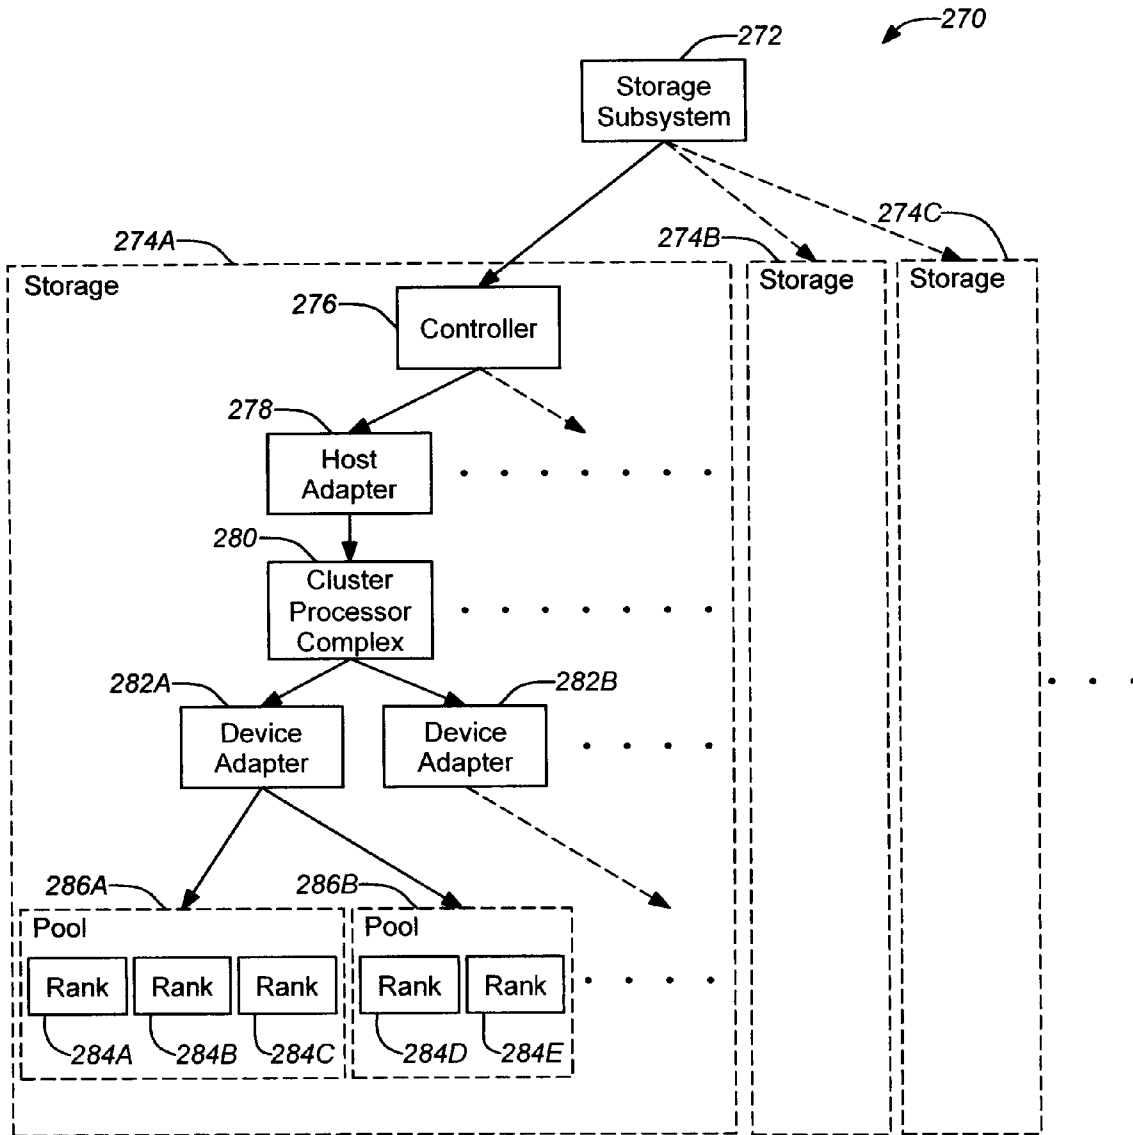 270
272
Storage
Subsystem
274A
274B
274C
Storage
Storage
Storage
276
Controller
278
Host
Adapter
280
Cluster
Processor
Complex
282A
282B
Device
Adapter
Device
Adapter
286A
286B
Pool
Pool
Rank
Rank
Rank
Rank
Rank
284A
284B
284C
284D
284E